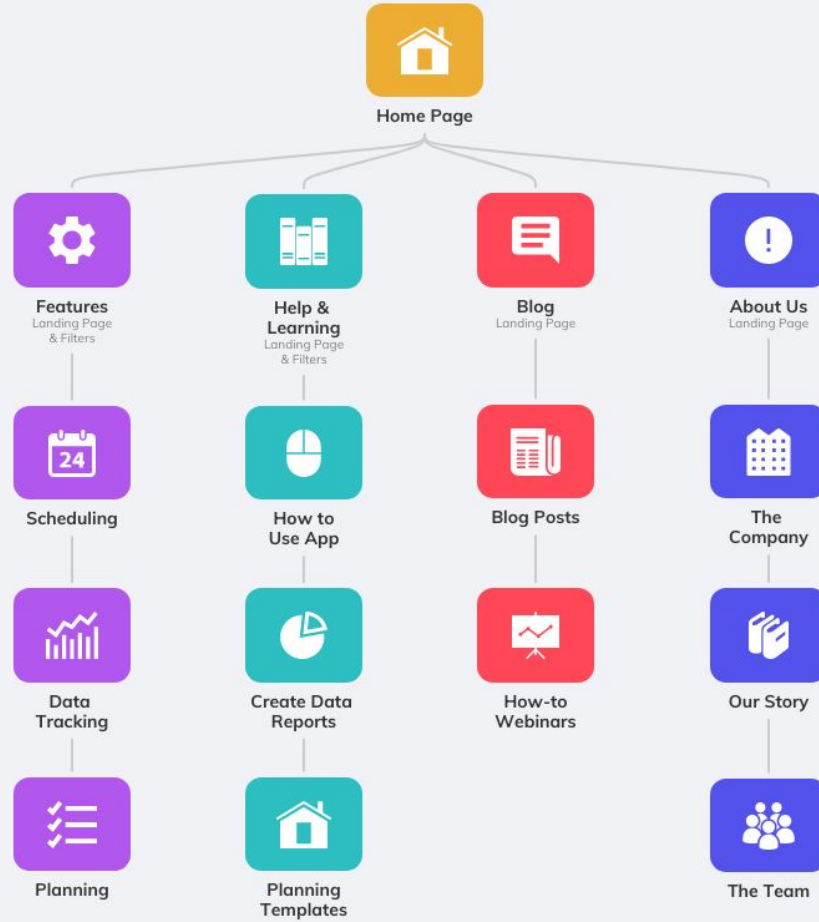 Home Page
Features
Landing Page
& Filters
Help &
Learning
Landing Page
& Filters
Blog
Landing Page
!
About Us
Landing Page
24
Scheduling
How to
Use App
Blog Posts
The
Company
Data
Tracking
Create Data
Reports
How-to
Webinars
Our Story
Planning
Planning
Templates
The Team